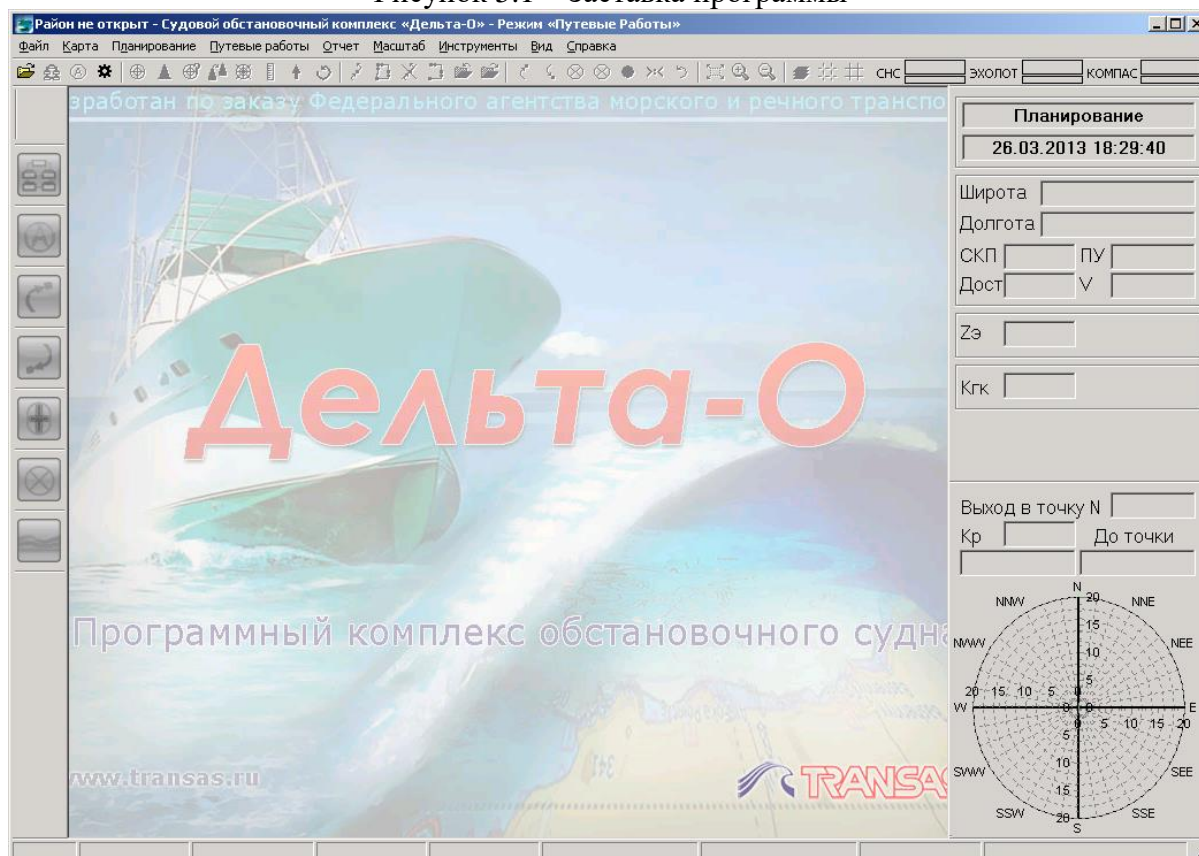 Рисунок 3.1 – Заставка программы
Район не открыт - Судовой обстановочный комплекс «Дельта-О» - Режим «Путевые Работы»
Файл Карта Планирование Путевые работы Отчет Масштаб Инструменты Вид Справка
СНС ЭХОЛОТ КОМПАС
зработан по заказу Федерального агентства морского и речного транспо
Планирование
26.03.2013 18:29:40
Широта
Долгота
СКП ПУ
Дост V
Zэ
Кгк
Дельта-О
Выход в точку N
Кр До точки
Программный комплекс обстановочного судна
www.transas.ru
TRANSAS
N
NNW 20 NNE
15
NWW 10 NEE
5
20 15 10 5 0
W 0 0 E
0 5 10 15 20
5
10
SWW SEE
15
SSW 20 SSE
S